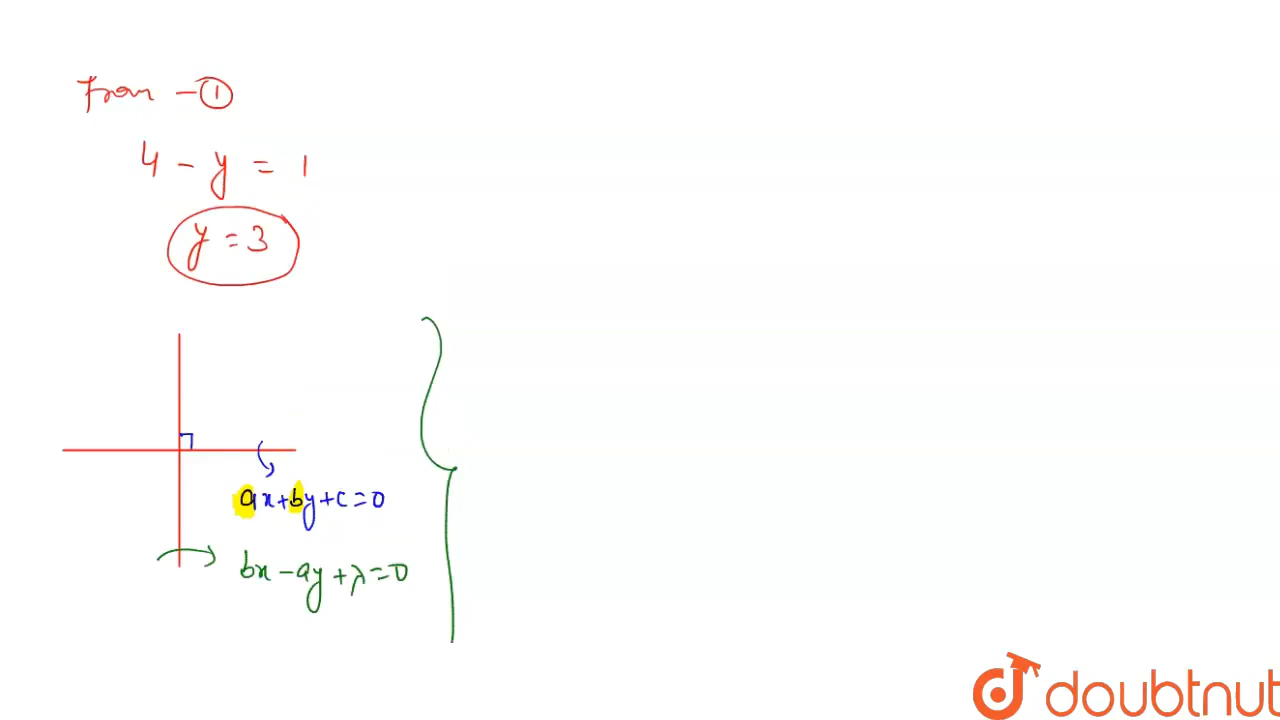 From - ①
4 - y = 1
y = 3
ax+by+c=0
bx-ay+λ=0
doubtnut